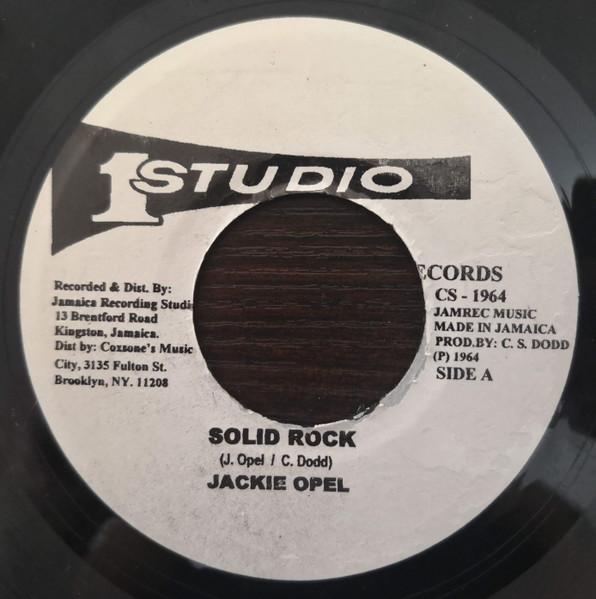 1 STUDIO
Recorded & Dist. By:
Jamaica Recording Studi
13 Brentford Road
Kingston, Jamaica.
Dist by: Coxsone's Music
City, 3135 Fulton St.
Brooklyn, NY. 11208
ECORDS
CS - 1964
JAMREC MUSIC
MADE IN JAMAICA
PROD.BY: C. S. DODD
(P) 1964
SIDE A
SOLID ROCK
(J. Opel / C. Dodd)
JACKIE OPEL